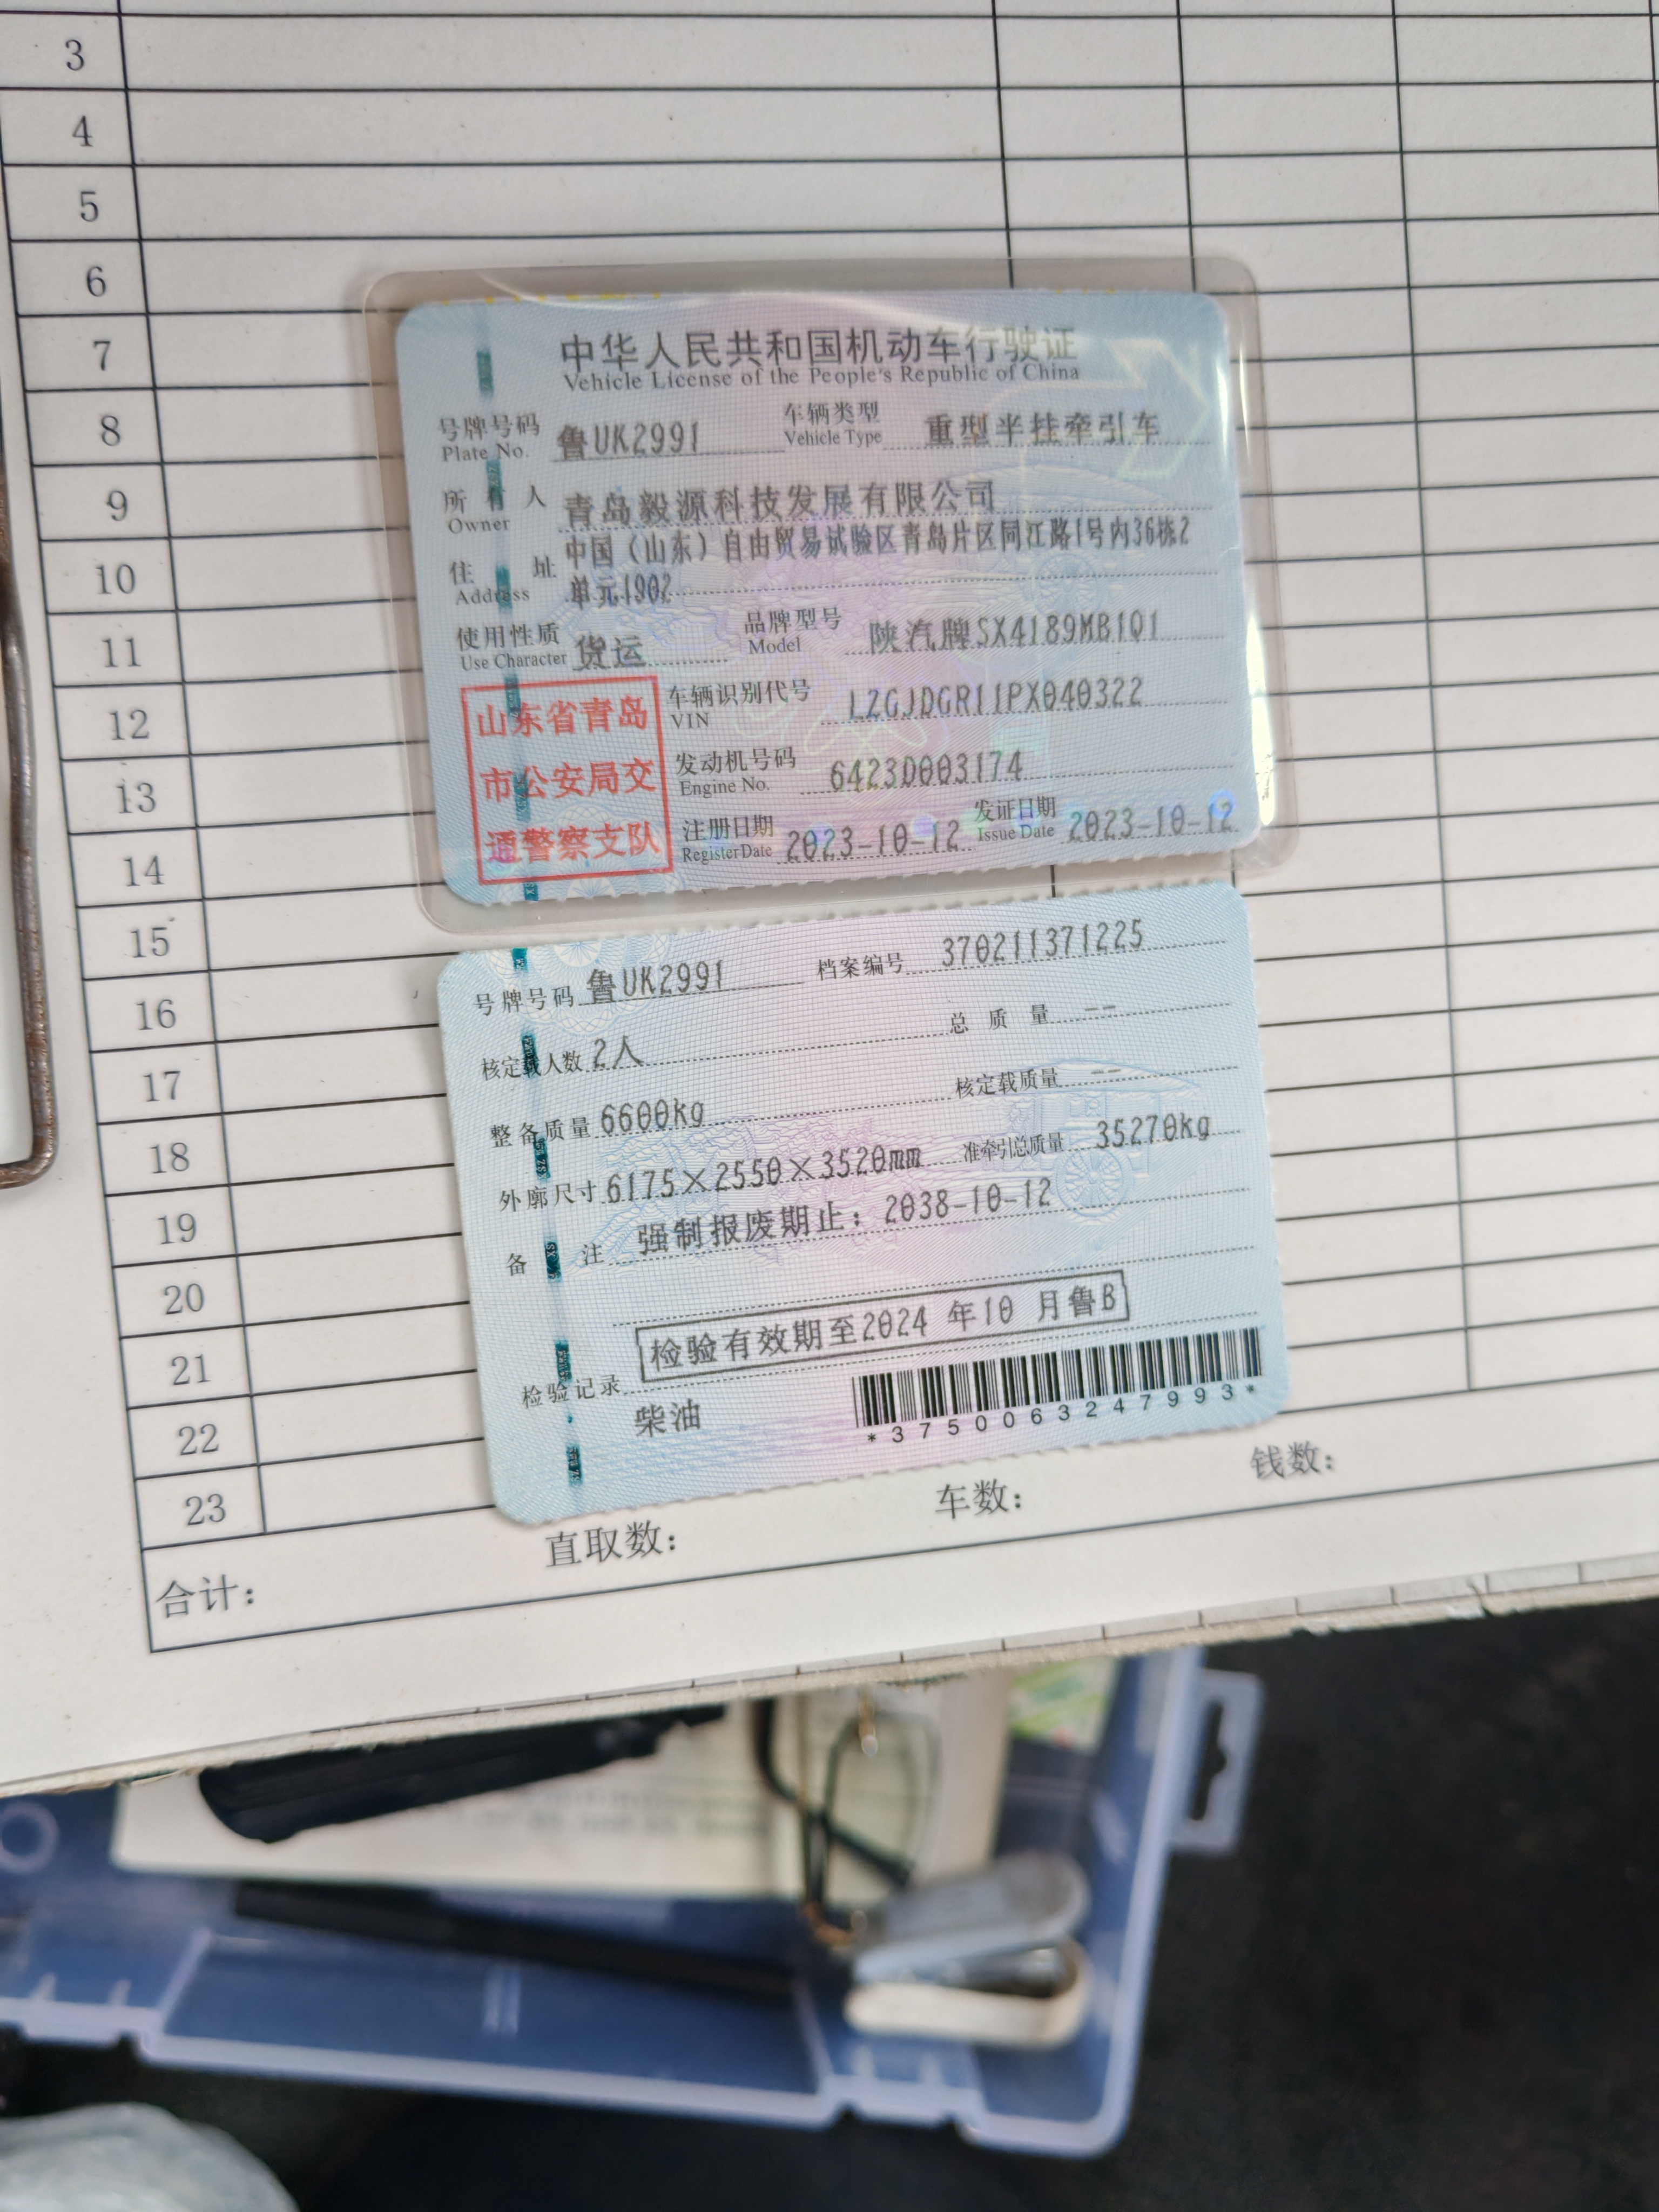 3
4
5
6
7
8
9
10
11
12
13
14
15
16
17
18
19
20
21
22
23
中华人民共和国机动车行驶证
Vehicle License of the People's Republic of China
号牌号码 鲁UK2991 车辆类型 重型半挂牵引车
Plate No. Vehicle Type
所有人 青岛毅源科技发展有限公司
Owner
住址 中国（山东）自由贸易试验区青岛片区同江路1号内36栋2
Address 单元1902
使用性质 货运 品牌型号 陕汽牌SX4189MB1Q1
Use Character Model
山东省青岛
市公安局交
通警察支队
车辆识别代号 LZGJDGR11PX040322
VIN
发动机号码 6423D003174
Engine No.
注册日期 2023-10-12 发证日期 2023-10-12
Register Date Issue Date
号牌号码 鲁UK2991 档案编号 370211371225
核定载人数 2人 总质量 --
整备质量 6600kg 核定载质量 --
外廓尺寸 6175×2550×3520mm 准牵引总质量 35270kg
备注 强制报废期止：2038-10-12
检验有效期至2024 年10 月鲁B
检验记录
柴油
*3750063247993*
合计： 直取数： 车数： 钱数：